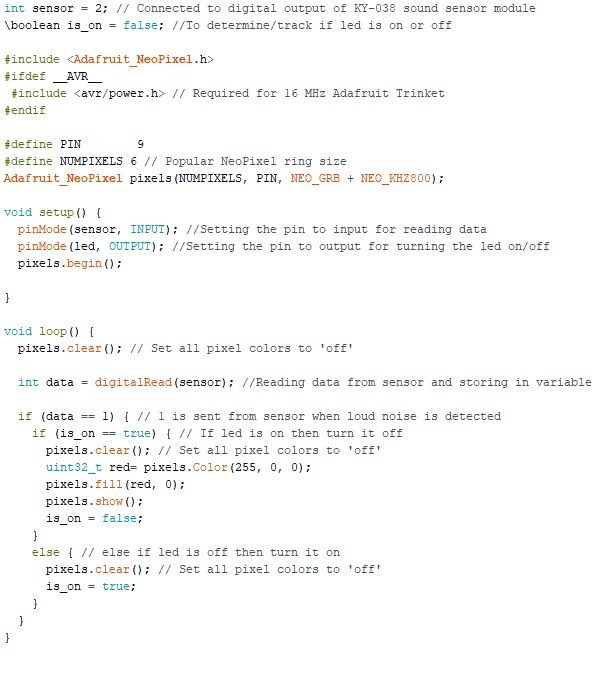 int sensor = 2; // Connected to digital output of KY-038 sound sensor module
\boolean is_on = false; //To determine/track if led is on or off

#include <Adafruit_NeoPixel.h>
#ifdef __AVR__
 #include <avr/power.h> // Required for 16 MHz Adafruit Trinket
#endif

#define PIN        9
#define NUMPIXELS 6 // Popular NeoPixel ring size
Adafruit_NeoPixel pixels(NUMPIXELS, PIN, NEO_GRB + NEO_KHZ800);

void setup() {
  pinMode(sensor, INPUT); //Setting the pin to input for reading data
  pinMode(led, OUTPUT); //Setting the pin to output for turning the led on/off
  pixels.begin();

}

void loop() {
  pixels.clear(); // Set all pixel colors to 'off'

  int data = digitalRead(sensor); //Reading data from sensor and storing in variable

  if (data == 1) { // 1 is sent from sensor when loud noise is detected
    if (is_on == true) { // If led is on then turn it off
      pixels.clear(); // Set all pixel colors to 'off'
      uint32_t red= pixels.Color(255, 0, 0);
      pixels.fill(red, 0);
      pixels.show();
      is_on = false;
    }
    else { // else if led is off then turn it on
      pixels.clear(); // Set all pixel colors to 'off'
      is_on = true;
    }
  }
}